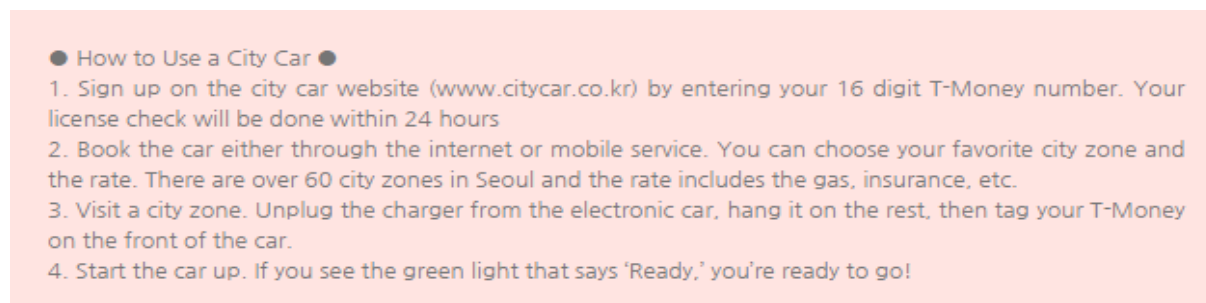 ● How to Use a City Car ●
1. Sign up on the city car website (www.citycar.co.kr) by entering your 16 digit T-Money number. Your
license check will be done within 24 hours
2. Book the car either through the internet or mobile service. You can choose your favorite city zone and
the rate. There are over 60 city zones in Seoul and the rate includes the gas, insurance, etc.
3. Visit a city zone. Unplug the charger from the electronic car, hang it on the rest, then tag your T-Money
on the front of the car.
4. Start the car up. If you see the green light that says ‘Ready,’ you’re ready to go!